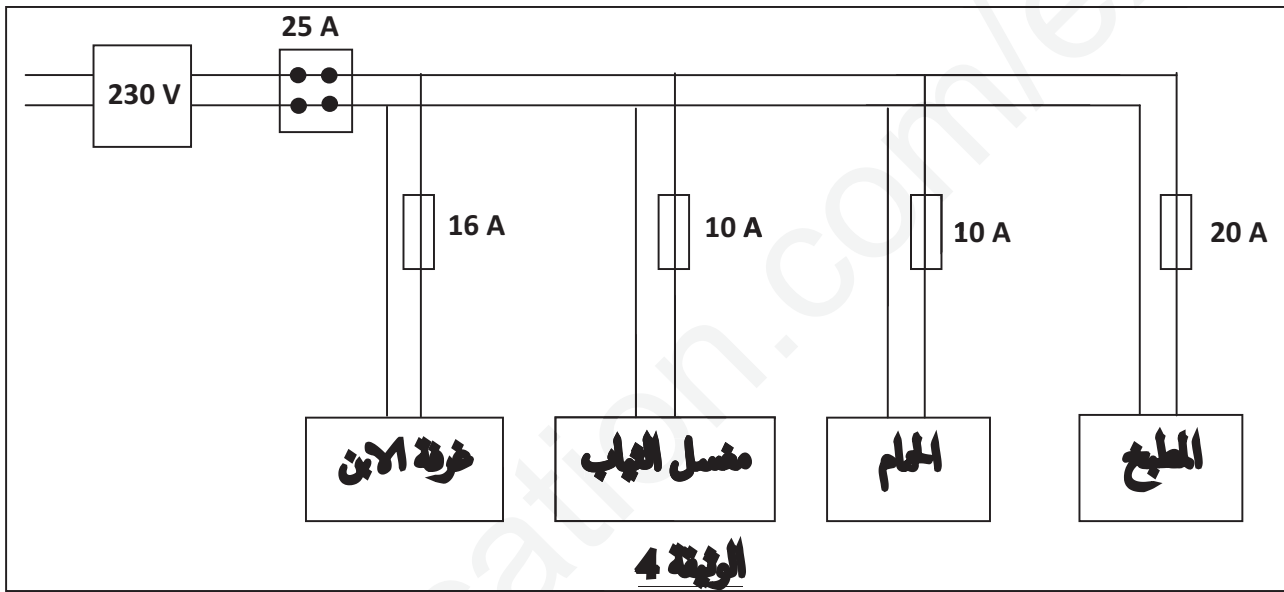 25 A
230 V
16 A
10 A
10 A
20 A
غرفة الابن
مغسل الثياب
الحمام
المطبخ
الوثيقة 4